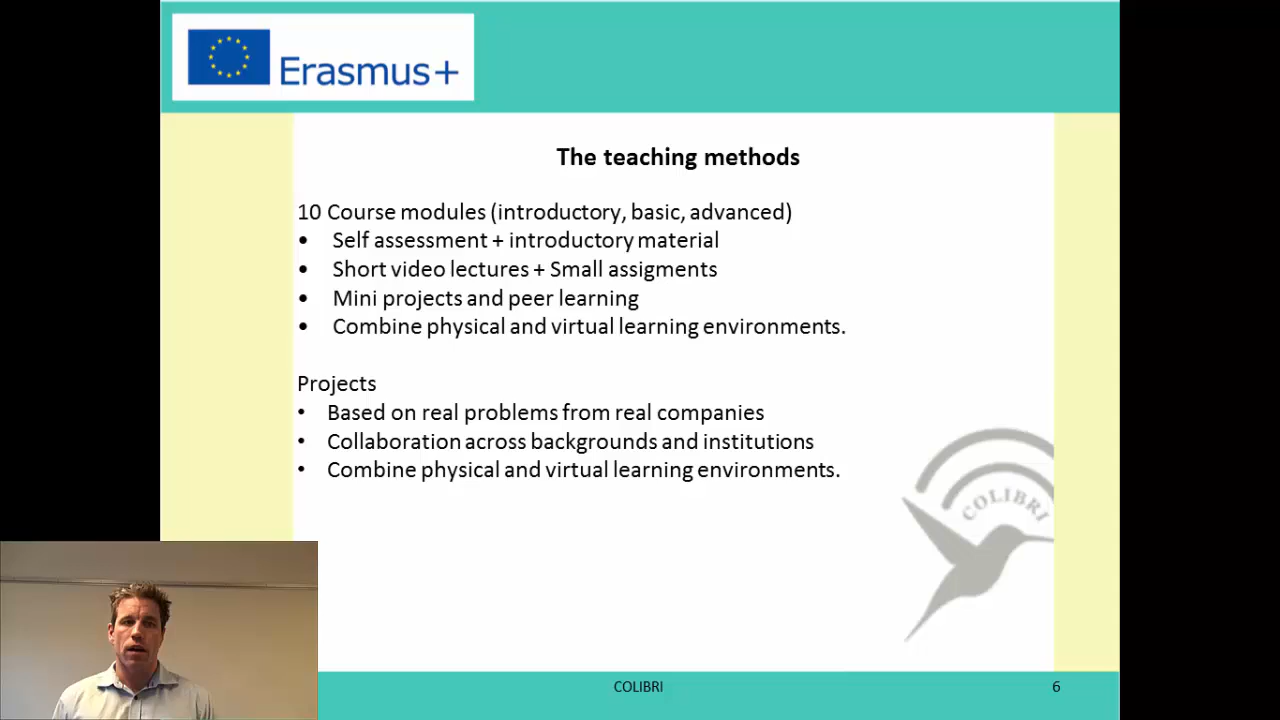 Erasmus+
The teaching methods
10 Course modules (introductory, basic, advanced)
• Self assessment + introductory material
• Short video lectures + Small assigments
• Mini projects and peer learning
• Combine physical and virtual learning environments.
Projects
• Based on real problems from real companies
• Collaboration across backgrounds and institutions
• Combine physical and virtual learning environments.
COLIBRI
COLIBRI
6